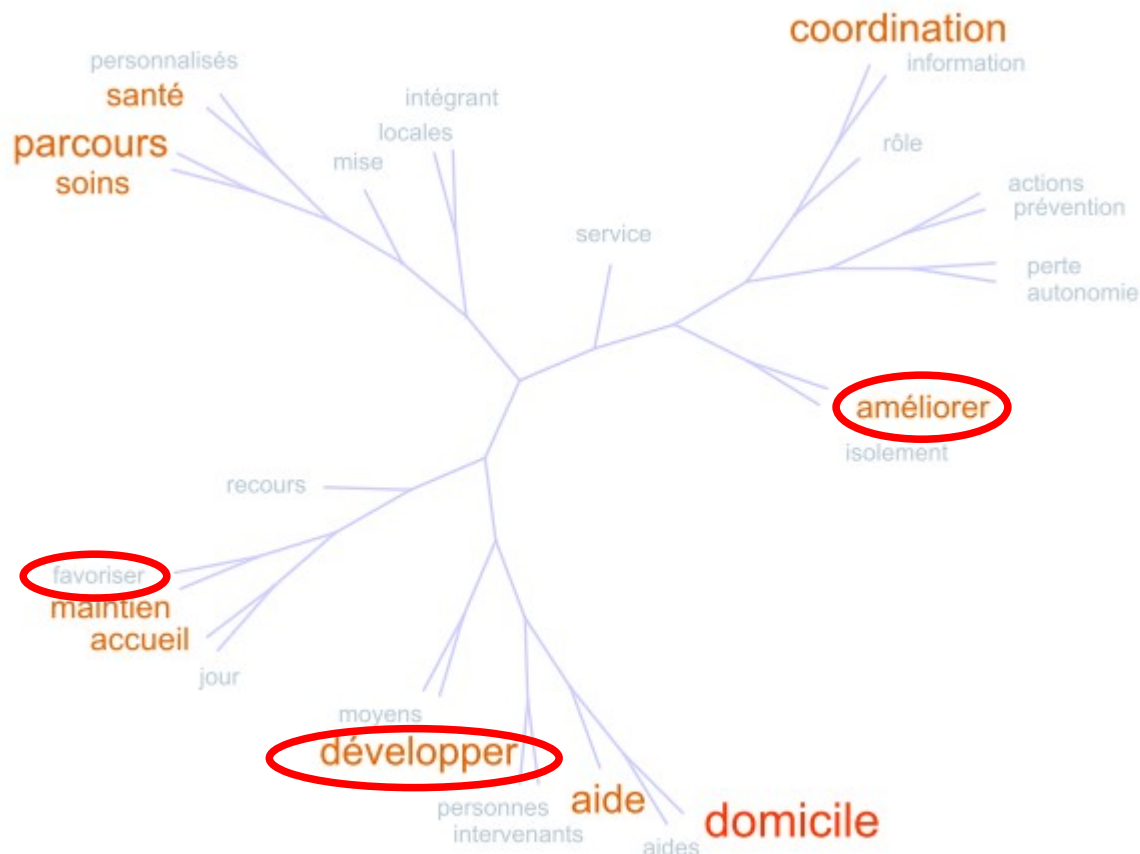 coordination
personnalisés
information
santé
intégrant
parcours
locales
rôle
mise
soins
actions
prévention
service
perte
autonomie
améliorer
isolement
recours
favoriser
maintien
accueil
jour
moyens
développer
personnes
aide
intervenants
domicile
aides